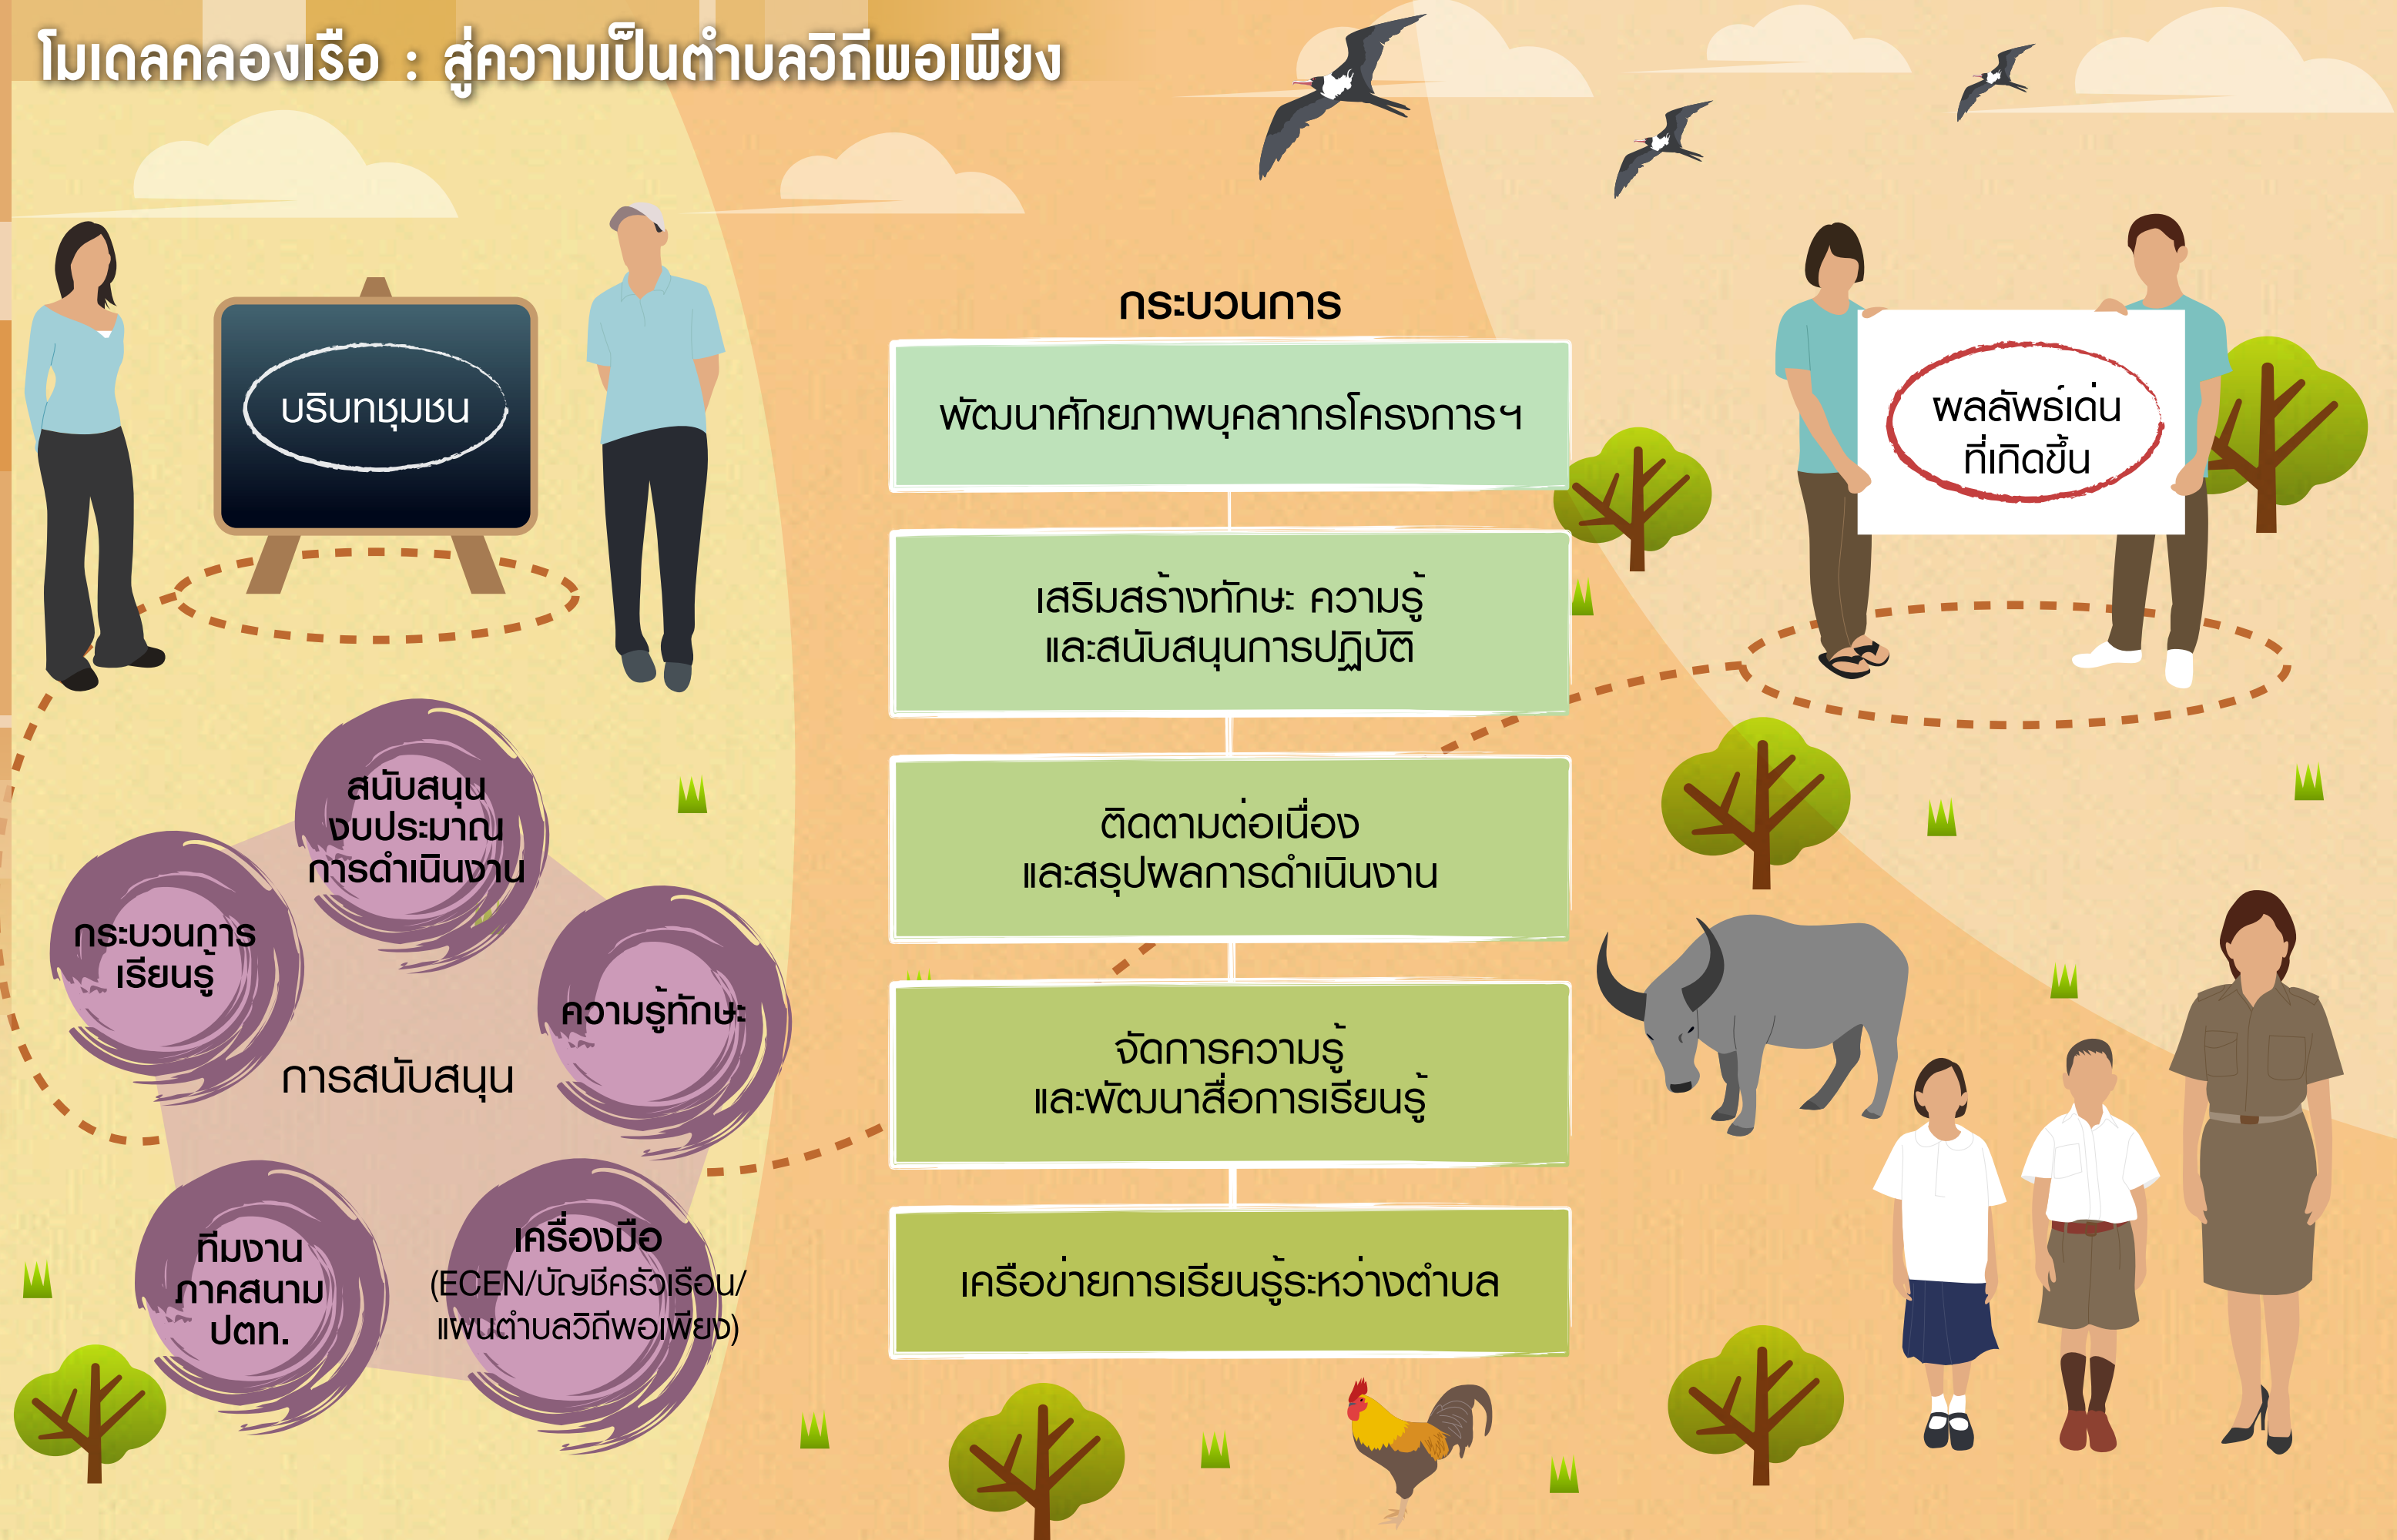 โมเดลคลองเรือ : สู่ความเป็นตำบลวิถีพอเพียง
บริบทชุมชน
สนับสนุน
งบประมาณ
การดำเนินงาน
กระบวนการ
เรียนรู้
ความรู้ทักษะ
การสนับสนุน
ทีมงาน
ภาคสนาม
ปตท.
เครื่องมือ
(ECEN/บัญชีครัวเรือน/
แผนตำบลวิถีพอเพียง)
กระบวนการ
พัฒนาศักยภาพบุคลากรโครงการฯ
เสริมสร้างทักษะ ความรู้
และสนับสนุนการปฏิบัติ
ติดตามต่อเนื่อง
และสรุปผลการดำเนินงาน
จัดการความรู้
และพัฒนาสื่อการเรียนรู้
เครือข่ายการเรียนรู้ระหว่างตำบล
ผลลัพธ์เด่น
ที่เกิดขึ้น